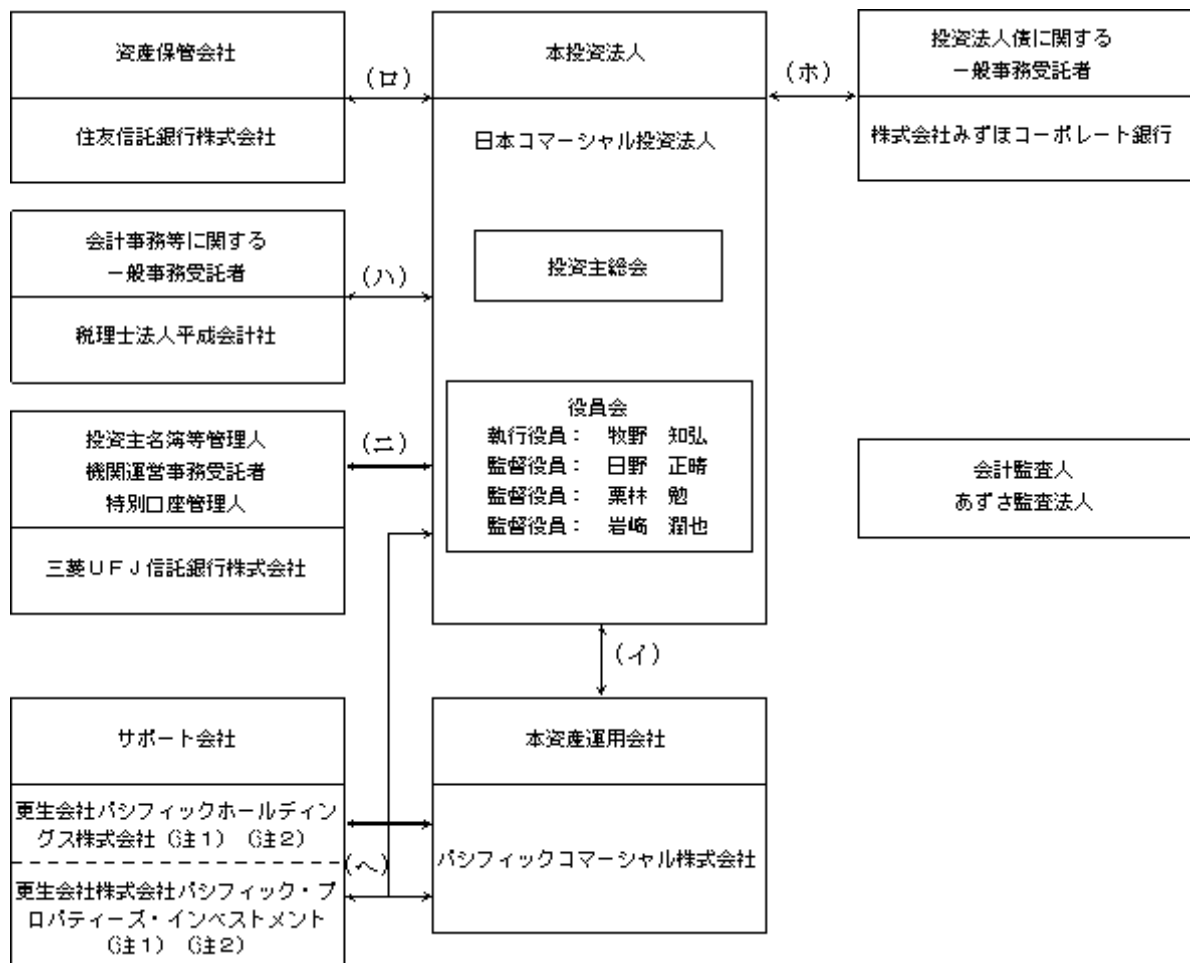 資産保管会社
住友信託銀行株式会社
(ロ)
本投資法人
日本コマーシャル投資法人
(ホ)
投資法人債に関する
一般事務受託者
株式会社みずほコーポレート銀行
会計事務等に関する
一般事務受託者
税理士法人平成会計社
(ハ)
投資主総会
役員会
執行役員： 牧野 知弘
監督役員： 日野 正晴
監督役員： 栗林 勉
監督役員： 岩﨑 潤也
投資主名簿等管理人
機関運営事務受託者
特別口座管理人
三菱ＵＦＪ信託銀行株式会社
(ニ)
会計監査人
あずさ監査法人
(イ)
サポート会社
更生会社パシフィックホールディン
グス株式会社（注１）（注２）
更生会社株式会社パシフィック・プ
ロパティーズ・インベストメント
（注１）（注２）
(ヘ)
本資産運用会社
パシフィックコマーシャル株式会社